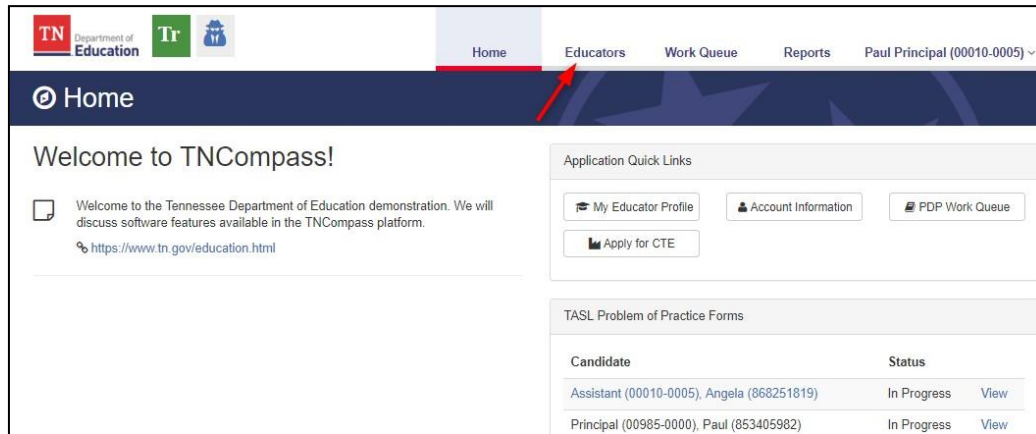 TN Department of Education
Tr
Home Educators Work Queue Reports Paul Principal (00010-0005)
Home
Welcome to TNCompass!
Welcome to the Tennessee Department of Education demonstration. We will
discuss software features available in the TNCompass platform.
https://www.tn.gov/education.html
Application Quick Links
My Educator Profile Account Information PDP Work Queue
Apply for CTE
TASL Problem of Practice Forms
Candidate Status
Assistant (00010-0005), Angela (868251819) In Progress View
Principal (00985-0000), Paul (853405982) In Progress View